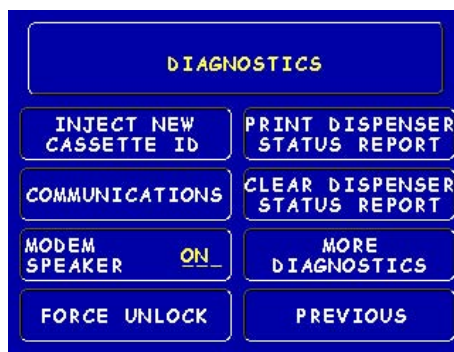 DIAGNOSTICS
INJECT NEW
CASSETTE ID
PRINT DISPENSER
STATUS REPORT
COMMUNICATIONS
CLEAR DISPENSER
STATUS REPORT
MODEM
SPEAKER ON
MORE
DIAGNOSTICS
FORCE UNLOCK
PREVIOUS